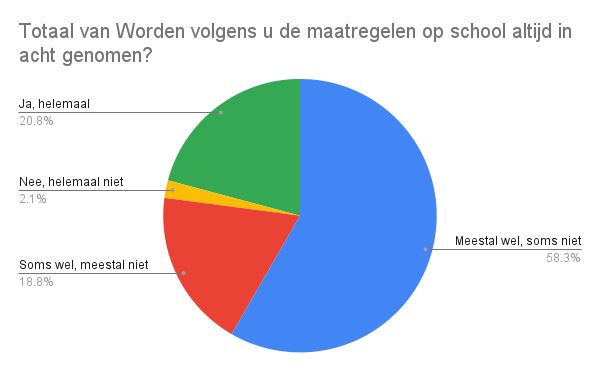 Totaal van Worden volgens u de maatregelen op school altijd in
acht genomen?
Ja, helemaal
20.8%
Nee, helemaal niet
2.1%
Meestal wel, soms niet
58.3%
Soms wel, meestal niet
18.8%